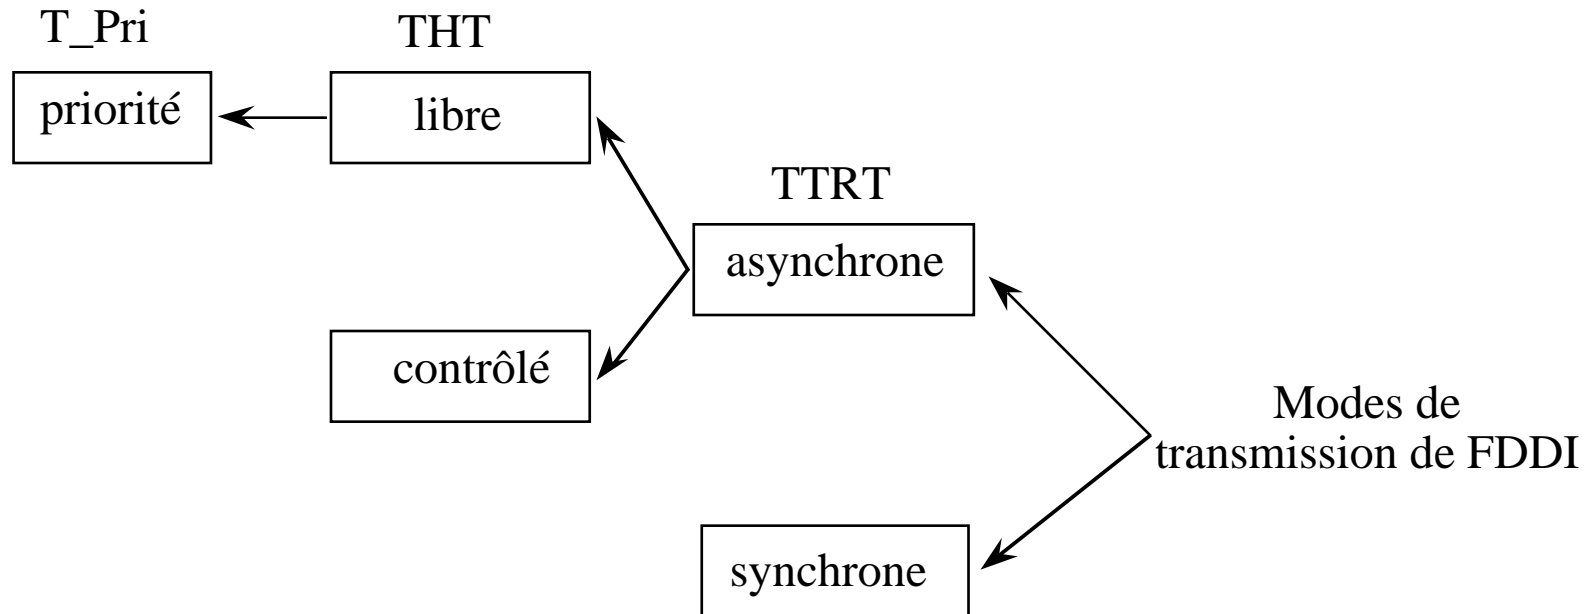 T_Pri
THT
priorité
libre
TTRT
asynchrone
contrôlé
Modes de
transmission de FDDI
synchrone